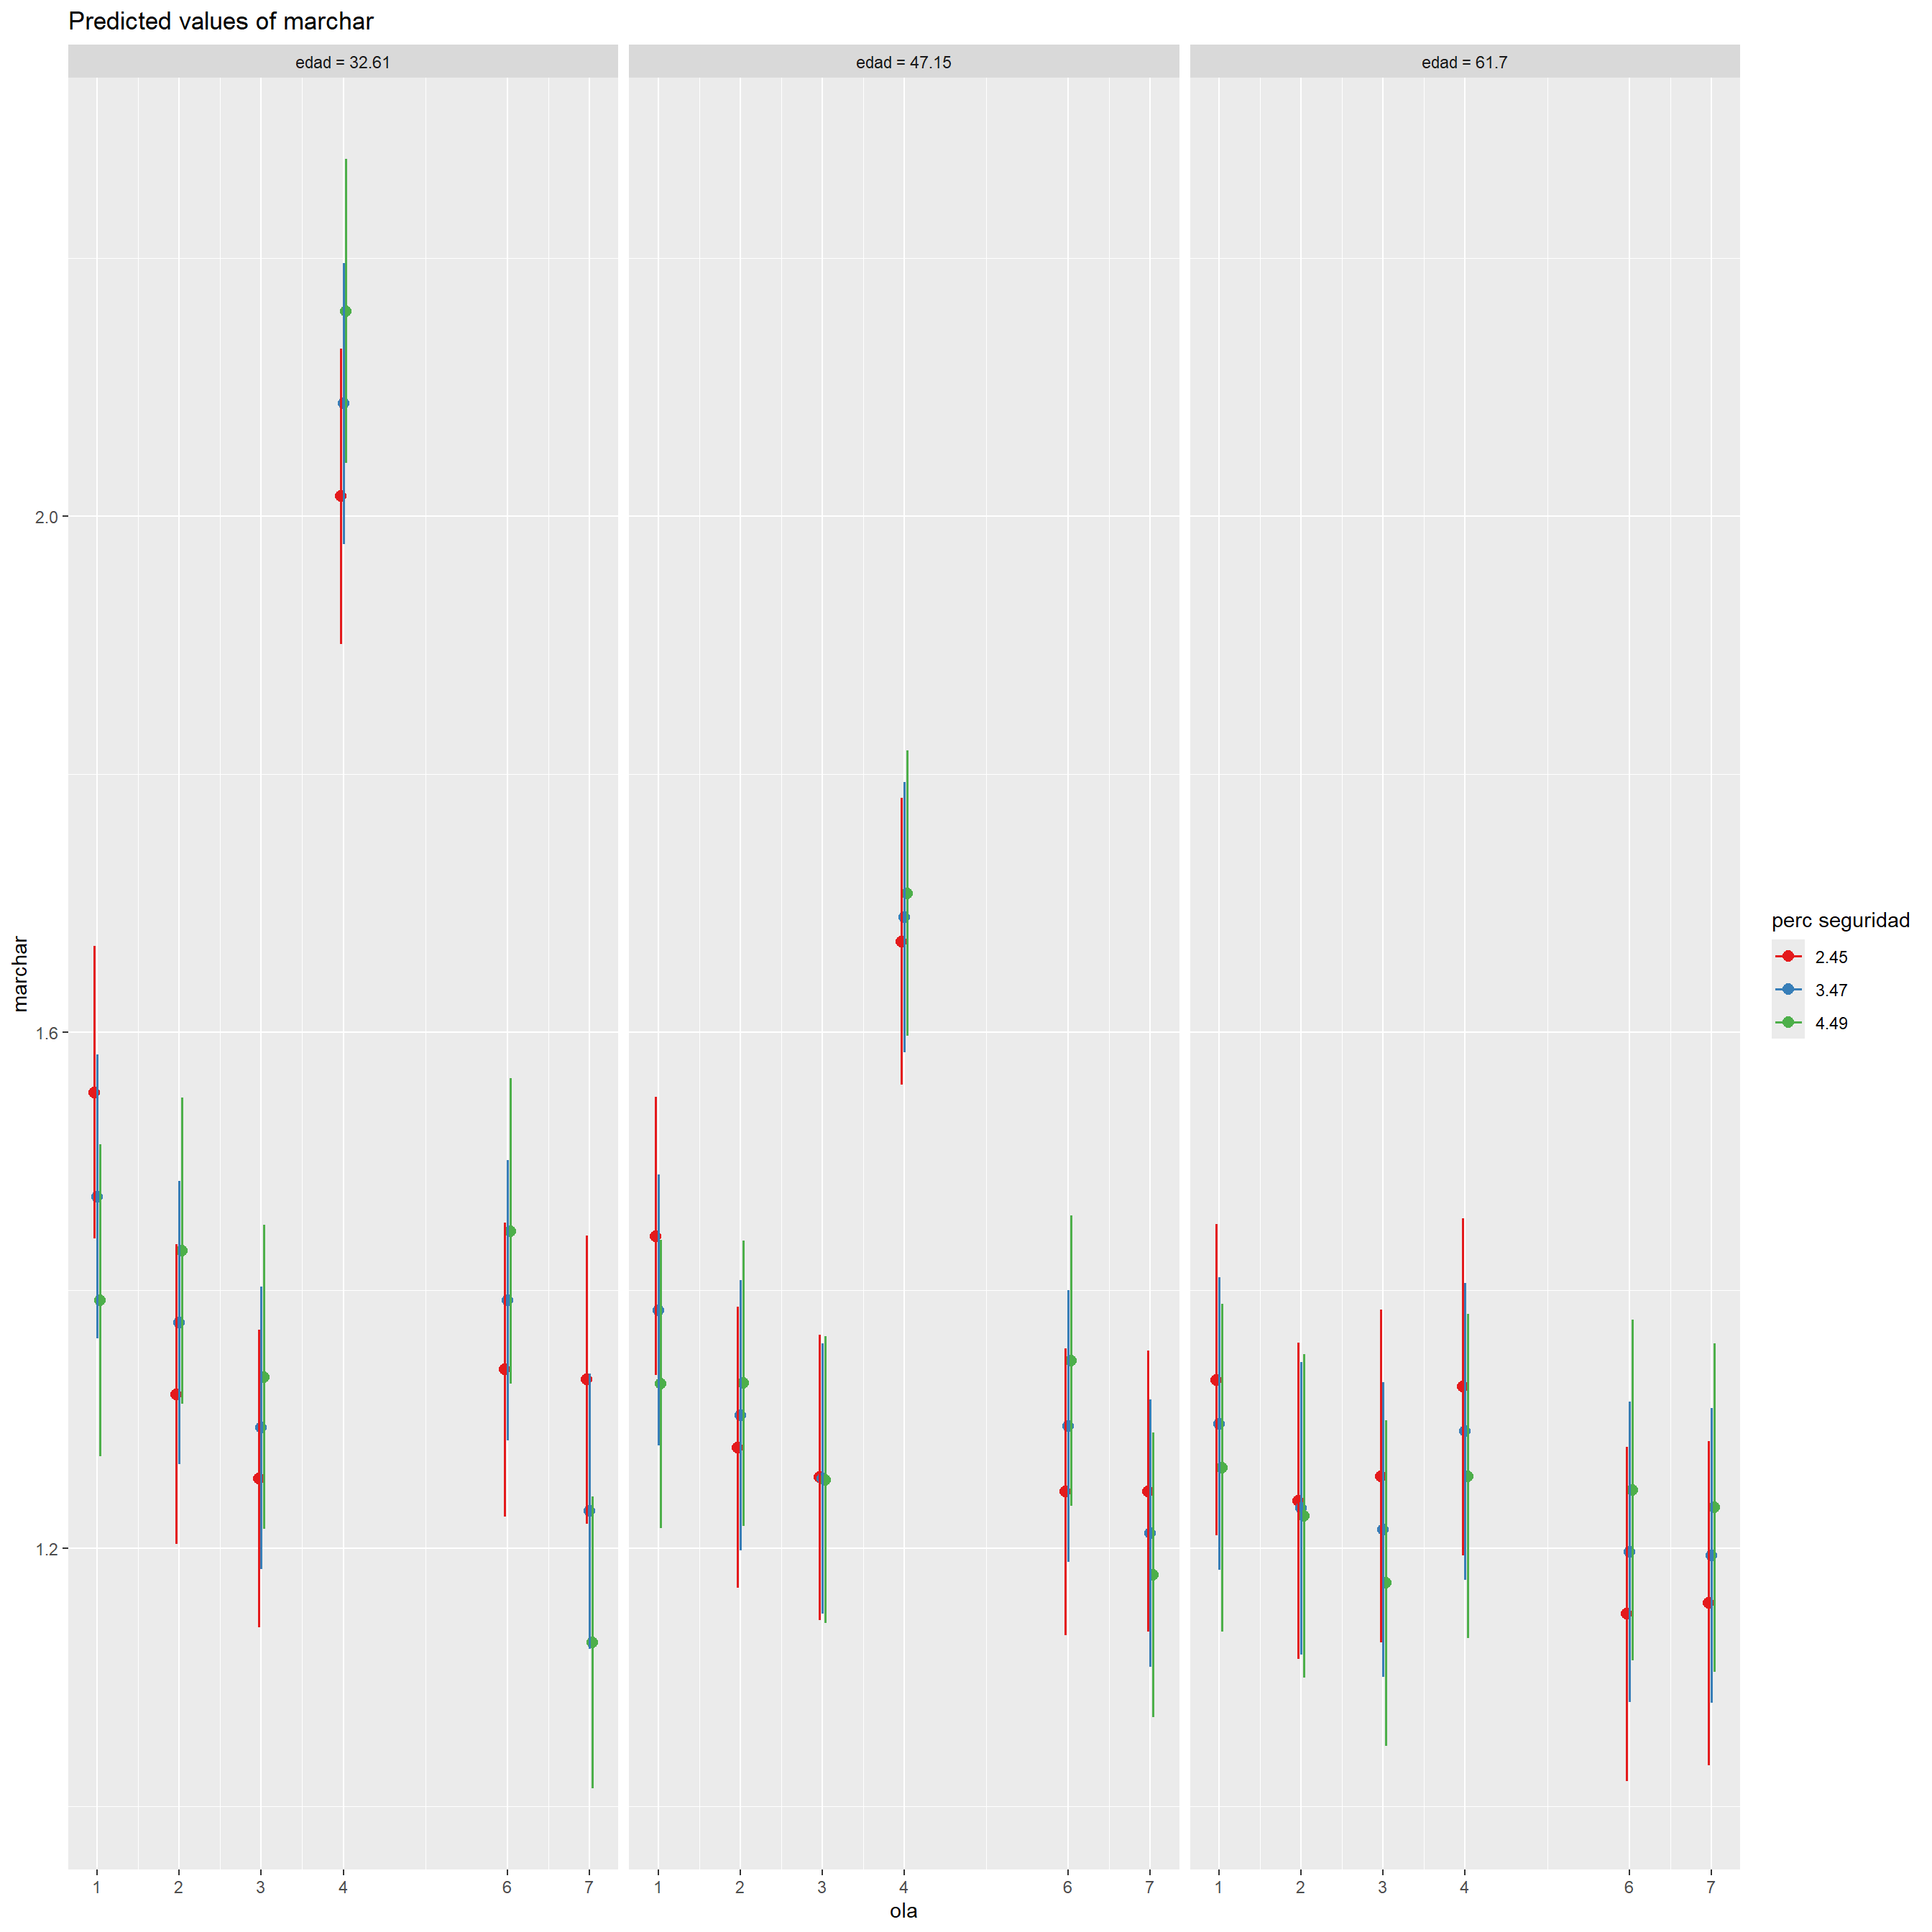 Predicted values of marchar
edad = 32.61
edad = 47.15
edad = 61.7
marchar
2.0
1.6
1.2
1 2 3 4 6 7
1 2 3 4 6 7
1 2 3 4 6 7
ola
perc seguridad
2.45
3.47
4.49